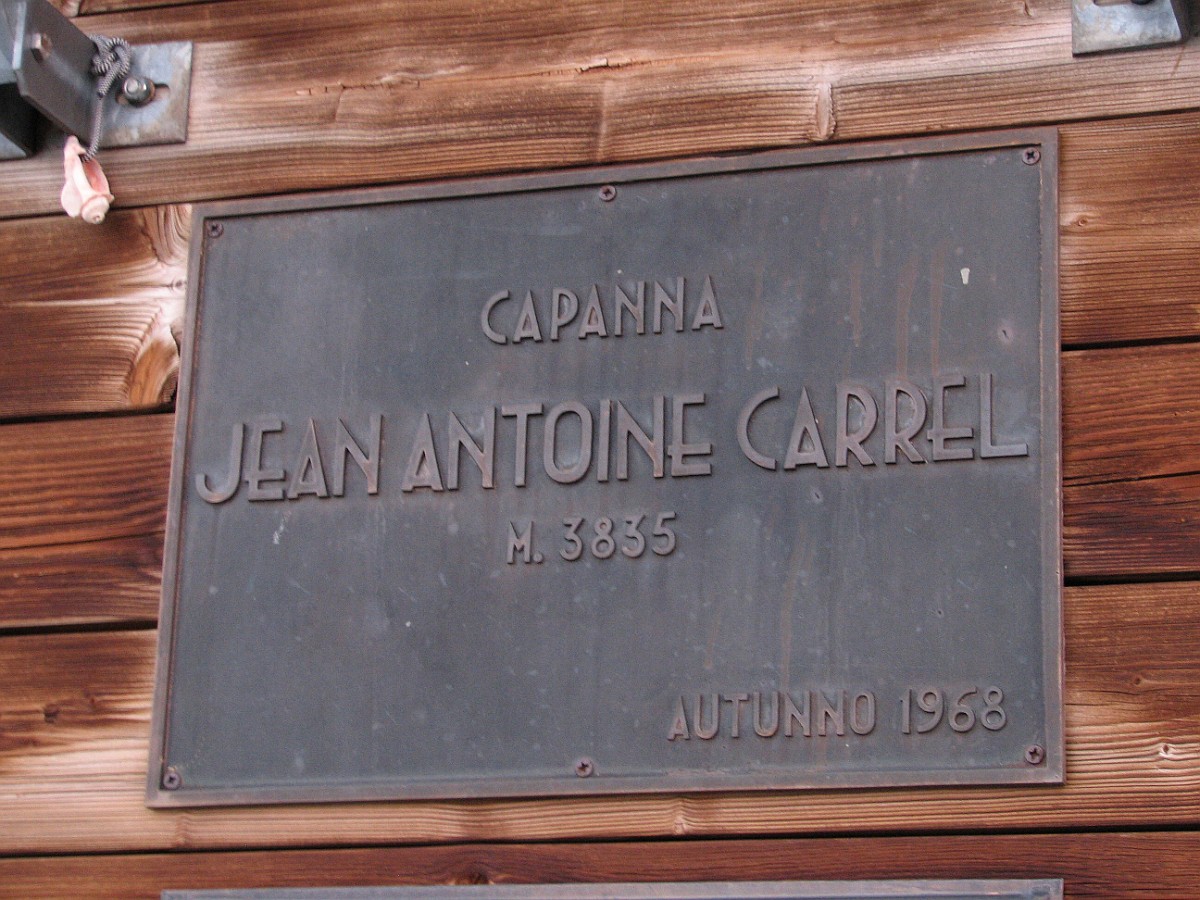 CAPANNA
JEAN ANTOINE CARREL
M. 3835
AUTUNNO 1968